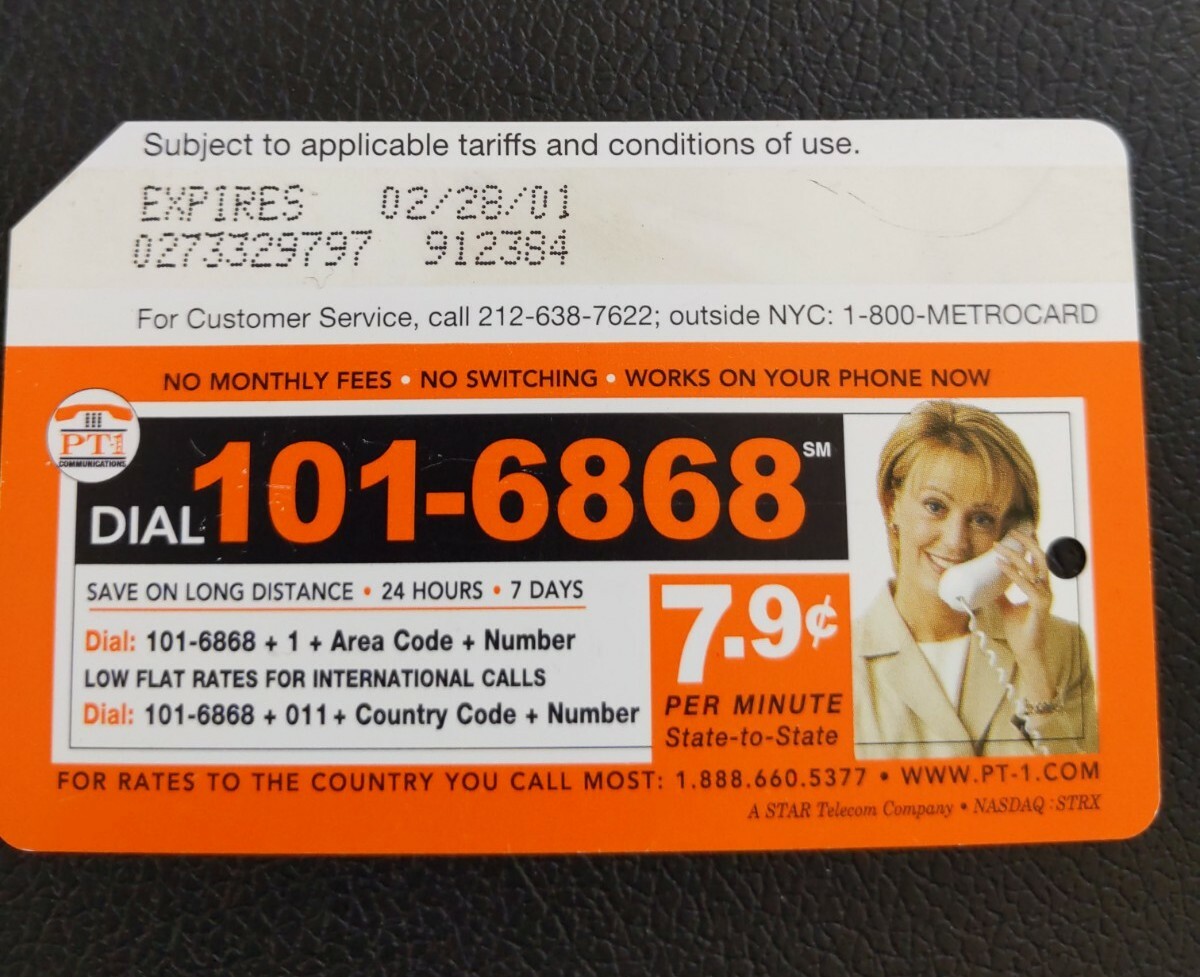 Subject to applicable tariffs and conditions of use.
EXPIRES 02/28/01
0273329797 912384
For Customer Service, call 212-638-7622; outside NYC: 1-800-METROCARD
NO MONTHLY FEES • NO SWITCHING • WORKS ON YOUR PHONE NOW
PT-1
COMMUNICATIONS
DIAL 101-6868 SM
SAVE ON LONG DISTANCE • 24 HOURS • 7 DAYS
Dial: 101-6868 + 1 + Area Code + Number
LOW FLAT RATES FOR INTERNATIONAL CALLS
Dial: 101-6868 + 011 + Country Code + Number
7.9¢
PER MINUTE
State-to-State
FOR RATES TO THE COUNTRY YOU CALL MOST: 1.888.660.5377 • WWW.PT-1.COM
A STAR Telecom Company • NASDAQ : STRX